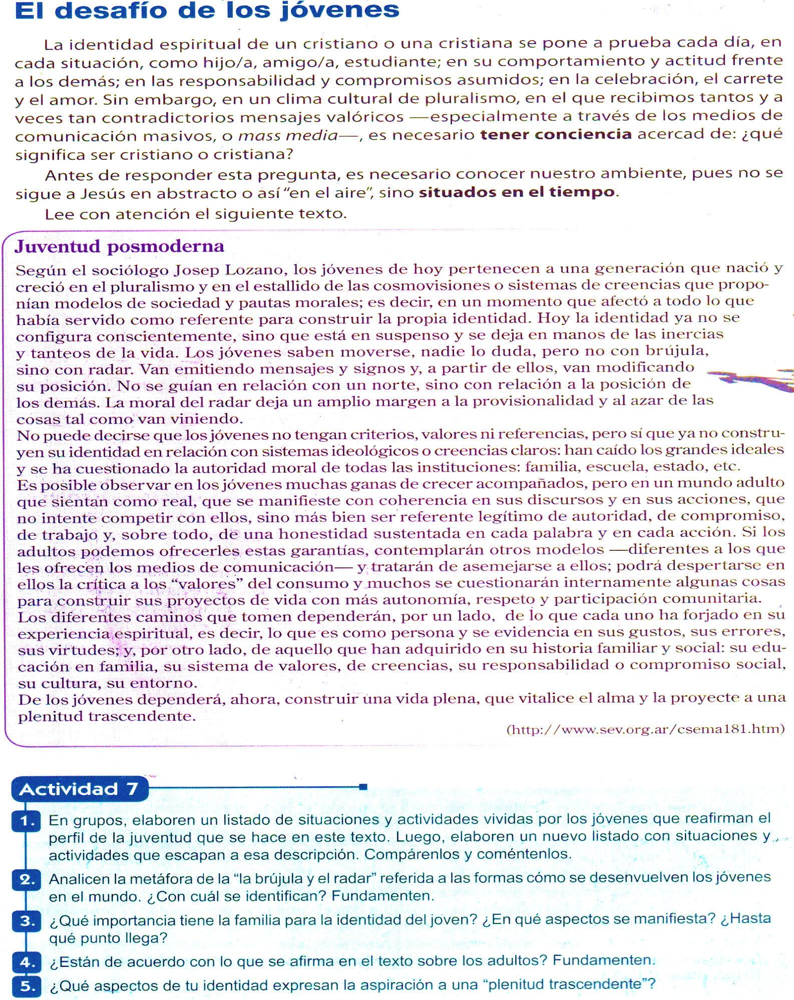 El desafío de los jóvenes
La identidad espiritual de un cristiano o una cristiana se pone a prueba cada día, en
cada situación, como hijo/a, amigo/a, estudiante; en su comportamiento y actitud frente
a los demás; en las responsabilidad y compromisos asumidos; en la celebración, el carrete
y el amor. Sin embargo, en un clima cultural de pluralismo, en el que recibimos tantos y a
veces tan contradictorios mensajes valóricos —especialmente a través de los medios de
comunicación masivos, o mass media—, es necesario tener conciencia acercad de: ¿qué
significa ser cristiano o cristiana?
Antes de responder esta pregunta, es necesario conocer nuestro ambiente, pues no se
sigue a Jesús en abstracto o así “en el aire”, sino situados en el tiempo.
Lee con atención el siguiente texto.
Juventud posmoderna
Según el sociólogo Josep Lozano, los jóvenes de hoy pertenecen a una generación que nació y
creció en el pluralismo y en el estallido de las cosmovisiones o sistemas de creencias que propo-
nían modelos de sociedad y pautas morales; es decir, en un momento que afectó a todo lo que
había servido como referente para construir la propia identidad. Hoy la identidad ya no se
configura conscientemente, sino que está en suspenso y se deja en manos de las inercias
y tanteos de la vida. Los jóvenes saben moverse, nadie lo duda, pero no con brújula,
sino con radar. Van emitiendo mensajes y signos y, a partir de ellos, van modificando
su posición. No se guían en relación con un norte, sino con relación a la posición de
los demás. La moral del radar deja un amplio margen a la provisionalidad y al azar de las
cosas tal como van viniendo.
No puede decirse que los jóvenes no tengan criterios, valores ni referencias, pero sí que ya no constru-
yen su identidad en relación con sistemas ideológicos o creencias claros: han caído los grandes ideales
y se ha cuestionado la autoridad moral de todas las instituciones: familia, escuela, estado, etc.
Es posible observar en los jóvenes muchas ganas de crecer acompañados, pero en un mundo adulto
que sientan como real, que se manifieste con coherencia en sus discursos y en sus acciones, que
no intente competir con ellos, sino más bien ser referente legítimo de autoridad, de compromiso,
de trabajo y, sobre todo, de una honestidad sustentada en cada palabra y en cada acción. Si los
adultos podemos ofrecerles estas garantías, contemplarán otros modelos —diferentes a los que
les ofrecen los medios de comunicación— y tratarán de asemejarse a ellos; podrá despertarse en
ellos la crítica a los “valores” del consumo y muchos se cuestionarán internamente algunas cosas
para construir sus proyectos de vida con más autonomía, respeto y participación comunitaria.
Los diferentes caminos que tomen dependerán, por un lado, de lo que cada uno ha forjado en su
experiencia espiritual, es decir, lo que es como persona y se evidencia en sus gustos, sus errores,
sus virtudes; y, por otro lado, de aquello que han adquirido en su historia familiar y social: su edu-
cación en familia, su sistema de valores, de creencias, su responsabilidad o compromiso social,
su cultura, su entorno.
De los jóvenes dependerá, ahora, construir una vida plena, que vitalice el alma y la proyecte a una
plenitud trascendente.
(http://www.sev.org.ar/csema181.htm)
Actividad 7
1. En grupos, elaboren un listado de situaciones y actividades vividas por los jóvenes que reafirman el
perfil de la juventud que se hace en este texto. Luego, elaboren un nuevo listado con situaciones y
actividades que escapan a esa descripción. Compárenlos y coméntenlos.
2. Analicen la metáfora de la “la brújula y el radar” referida a las formas cómo se desenvuelven los jóvenes
en el mundo. ¿Con cuál se identifican? Fundamenten.
3. ¿Qué importancia tiene la familia para la identidad del joven? ¿En qué aspectos se manifiesta? ¿Hasta
qué punto llega?
4. ¿Están de acuerdo con lo que se afirma en el texto sobre los adultos? Fundamenten.
5. ¿Qué aspectos de tu identidad expresan la aspiración a una “plenitud trascendente”?